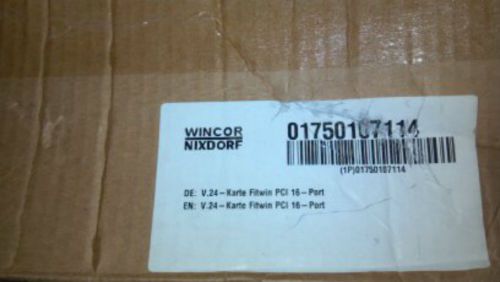 WINCOR
NIXDORF
01750107114
(1P)01750107114
DE: V.24-Karte Fitwin PCI 16-Port
EN: V.24-Karte Fitwin PCI 16-Port